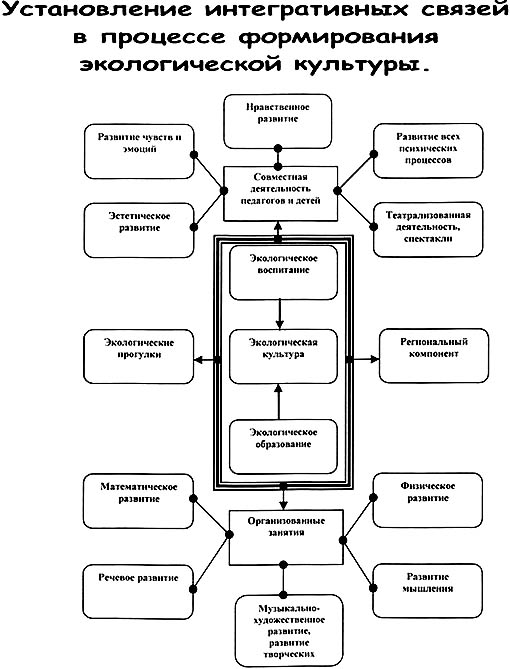 Установление интегративных связей
в процессе формирования
экологической культуры.
Нравственное
развитие
Развитие чувств и
эмоций
Развитие всех
психических
процессов
Совместная
деятельность
педагогов и детей
Эстетическое
развитие
Театрализованная
деятельность,
спектакли
Экологическое
воспитание
Экологические
прогулки
Экологическая
культура
Региональный
компонент
Экологическое
образование
Математическое
развитие
Физическое
развитие
Организованные
занятия
Речевое развитие
Развитие
мышления
Музыкально-
художественное
развитие,
развитие
творческих